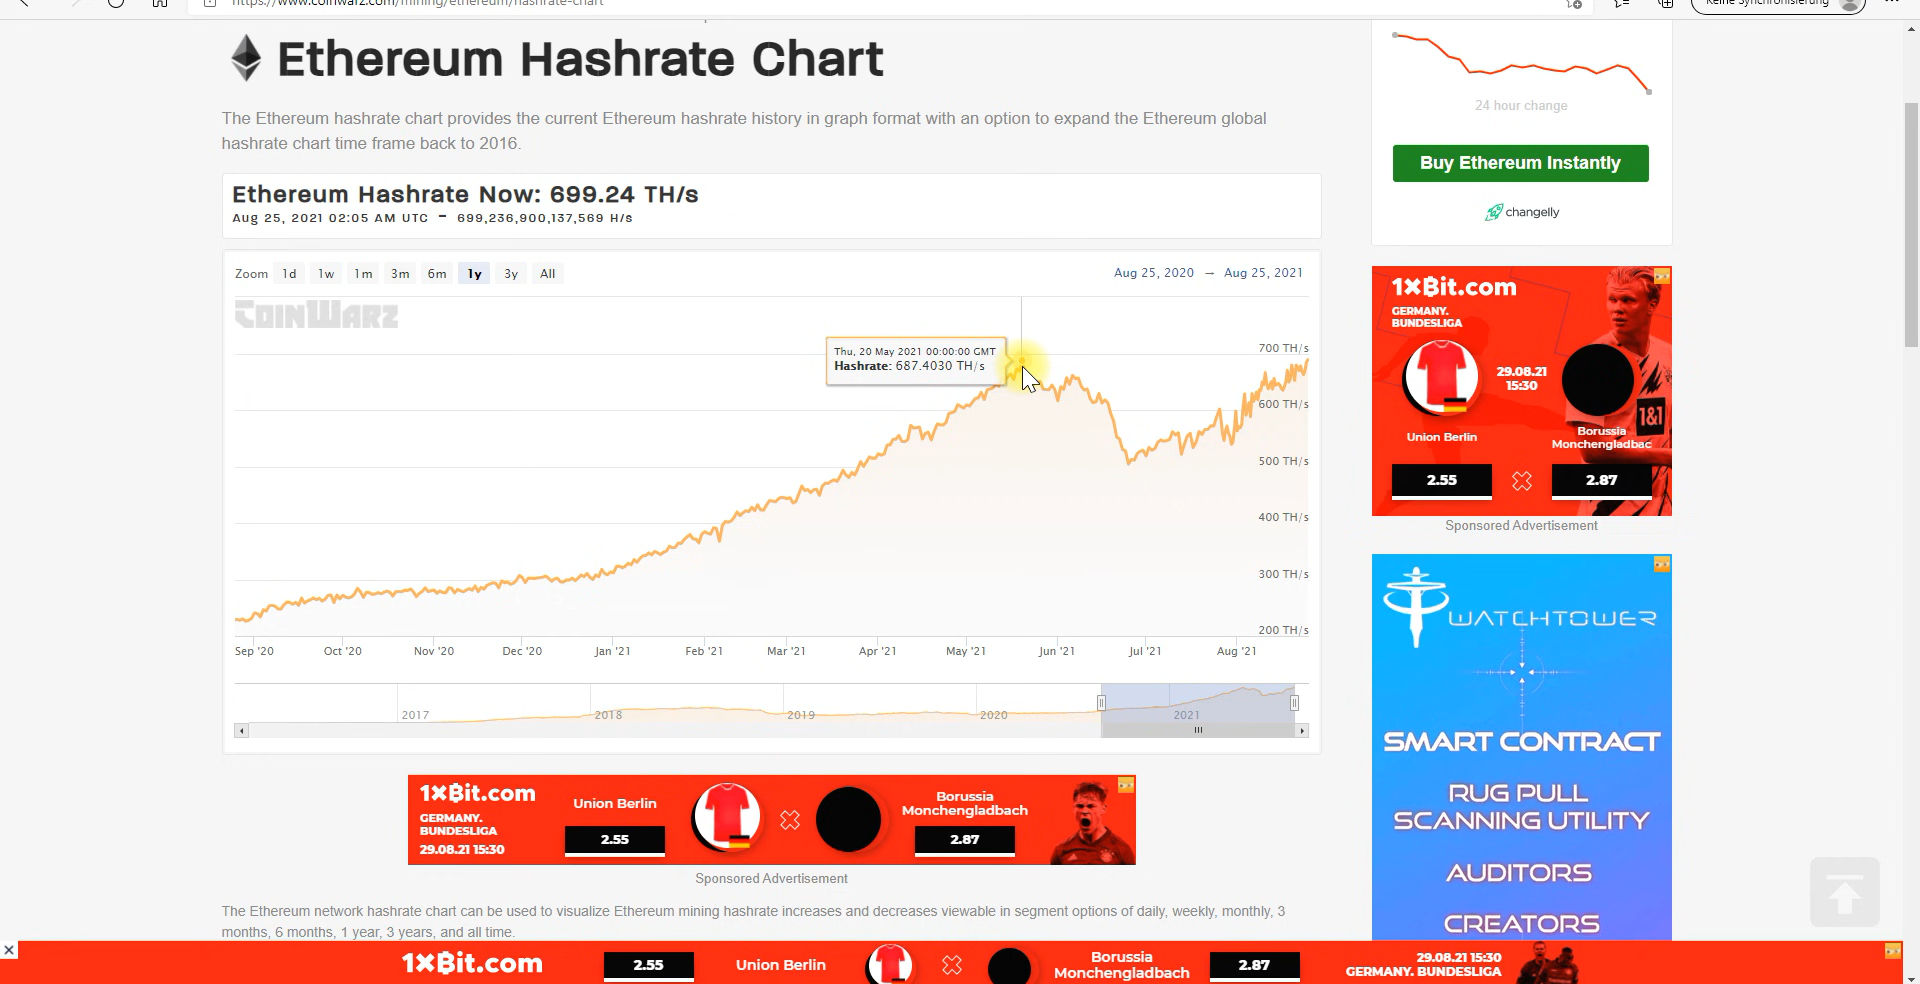 https://www.coinwarz.com/mining/ethereum/hashrate-chart
Keine Synchronisierung
Ethereum Hashrate Chart
The Ethereum hashrate chart provides the current Ethereum hashrate history in graph format with an option to expand the Ethereum global
hashrate chart time frame back to 2016.
Ethereum Hashrate Now: 699.24 TH/s
Aug 25, 2021 02:05 AM UTC - 699,236,900,137,569 H/s
Zoom 1d 1w 1m 3m 6m 1y 3y All
Aug 25, 2020 → Aug 25, 2021
COINWARZ
Thu, 20 May 2021 00:00:00 GMT
Hashrate: 687.4030 TH/s
700 TH/s
600 TH/s
500 TH/s
400 TH/s
300 TH/s
200 TH/s
Sep '20 Oct '20 Nov '20 Dec '20 Jan '21 Feb '21 Mar '21 Apr '21 May '21 Jun '21 Jul '21 Aug '21
2017 2018 2019 2020 2021
1XBit.com
GERMANY.
BUNDESLIGA
29.08.21 15:30
Union Berlin
2.55
Borussia
Monchengladbach
2.87
Sponsored Advertisement
The Ethereum network hashrate chart can be used to visualize Ethereum mining hashrate increases and decreases viewable in segment options of daily, weekly, monthly, 3
months, 6 months, 1 year, 3 years, and all time.
24 hour change
Buy Ethereum Instantly
changelly
1XBit.com
GERMANY.
BUNDESLIGA
29.08.21
15:30
1&1
Union Berlin
Borussia
Monchengladbac
2.55
2.87
Sponsored Advertisement
WATCHTOWER
SMART CONTRACT
RUG PULL
SCANNING UTILITY
AUDITORS
CREATORS
1XBit.com
2.55
Union Berlin
Borussia
Monchengladbach
2.87
29.08.21 15:30
GERMANY. BUNDESLIGA